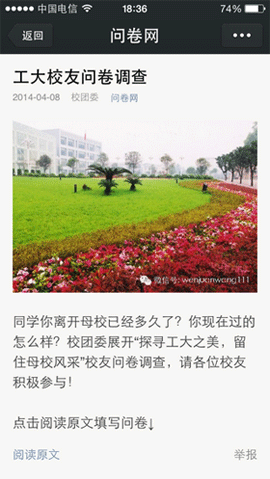 中国电信 18:36 74%
返回 问卷网
工大校友问卷调查
2014-04-08 校团委 问卷网
微信号: wenjuanwang111
同学你离开母校已经多久了？你现在过的
怎么样？校团委展开“探寻工大之美，留
住母校风采”校友问卷调查，请各位校友
积极参与！
点击阅读原文填写问卷↓
阅读原文 举报